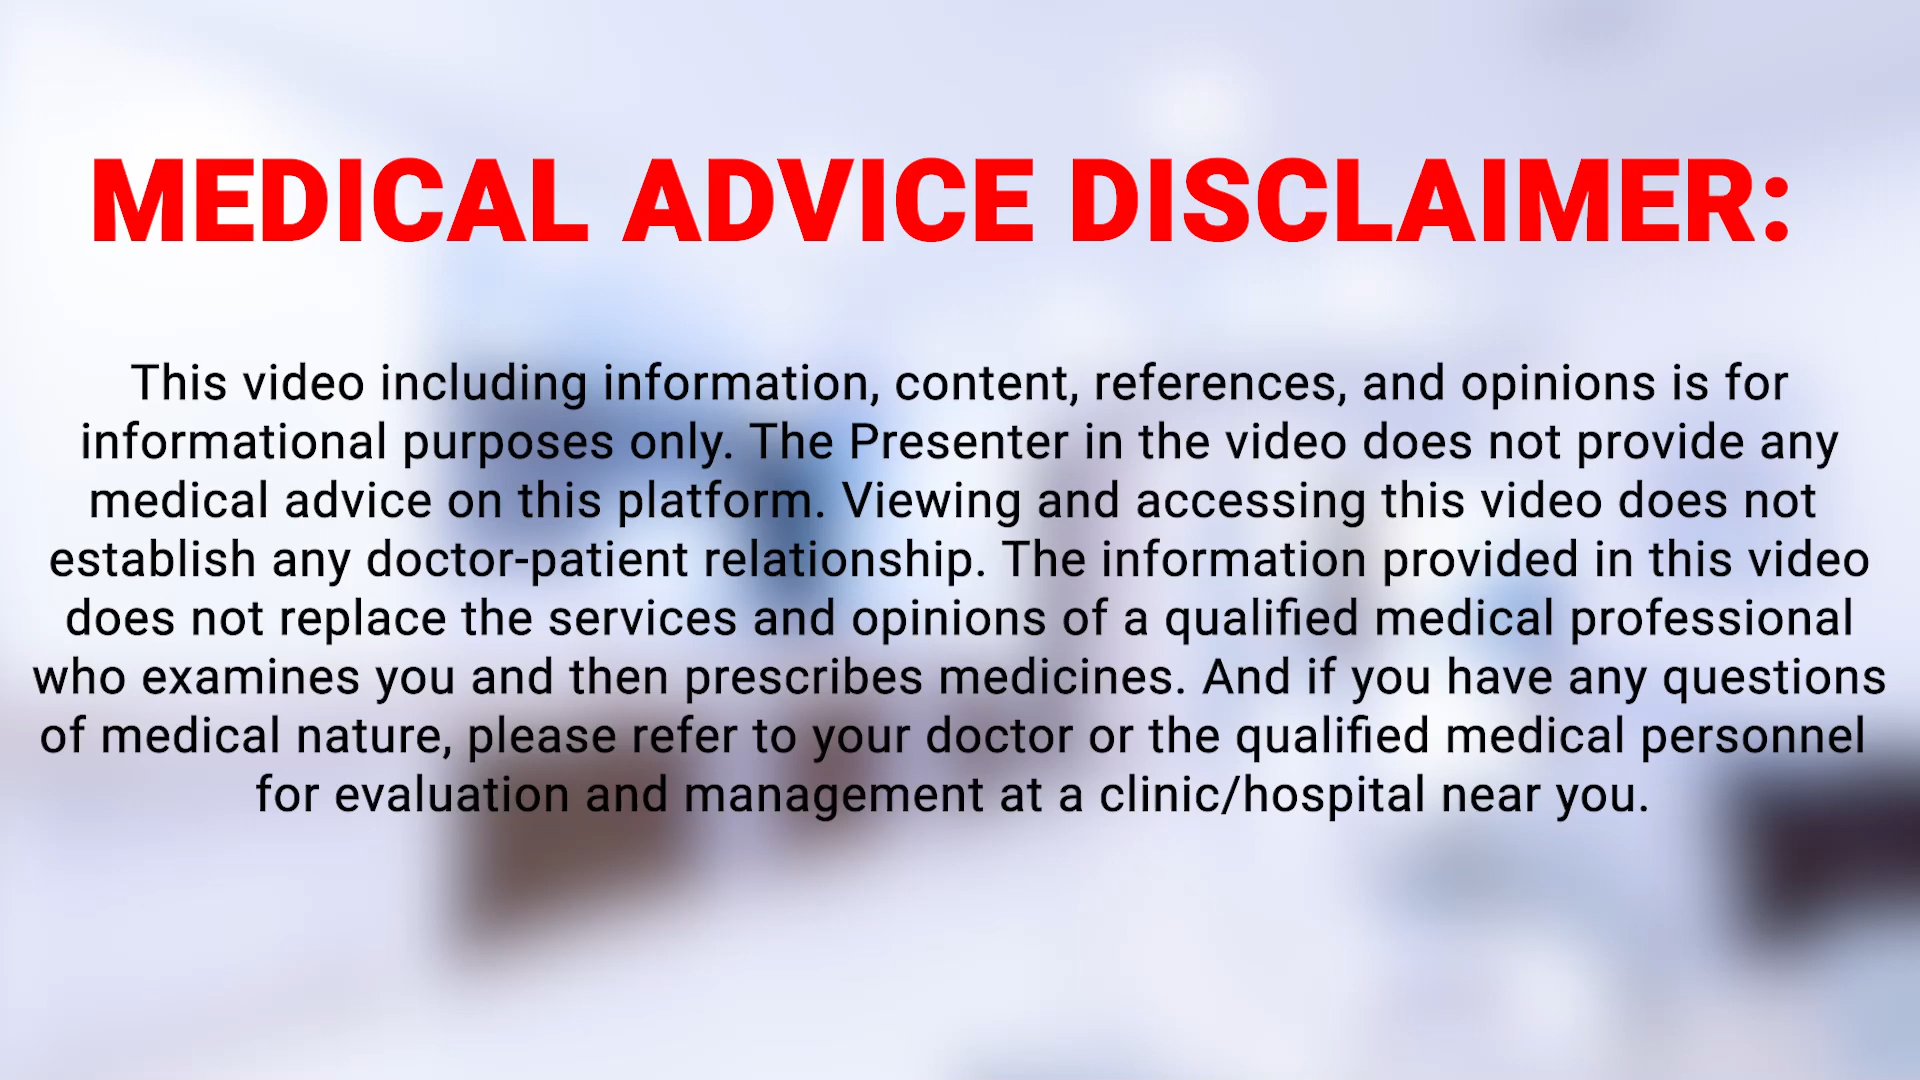 MEDICAL ADVICE DISCLAIMER:
This video including information, content, references, and opinions is for
informational purposes only. The Presenter in the video does not provide any
medical advice on this platform. Viewing and accessing this video does not
establish any doctor-patient relationship. The information provided in this video
does not replace the services and opinions of a qualified medical professional
who examines you and then prescribes medicines. And if you have any questions
of medical nature, please refer to your doctor or the qualified medical personnel
for evaluation and management at a clinic/hospital near you.